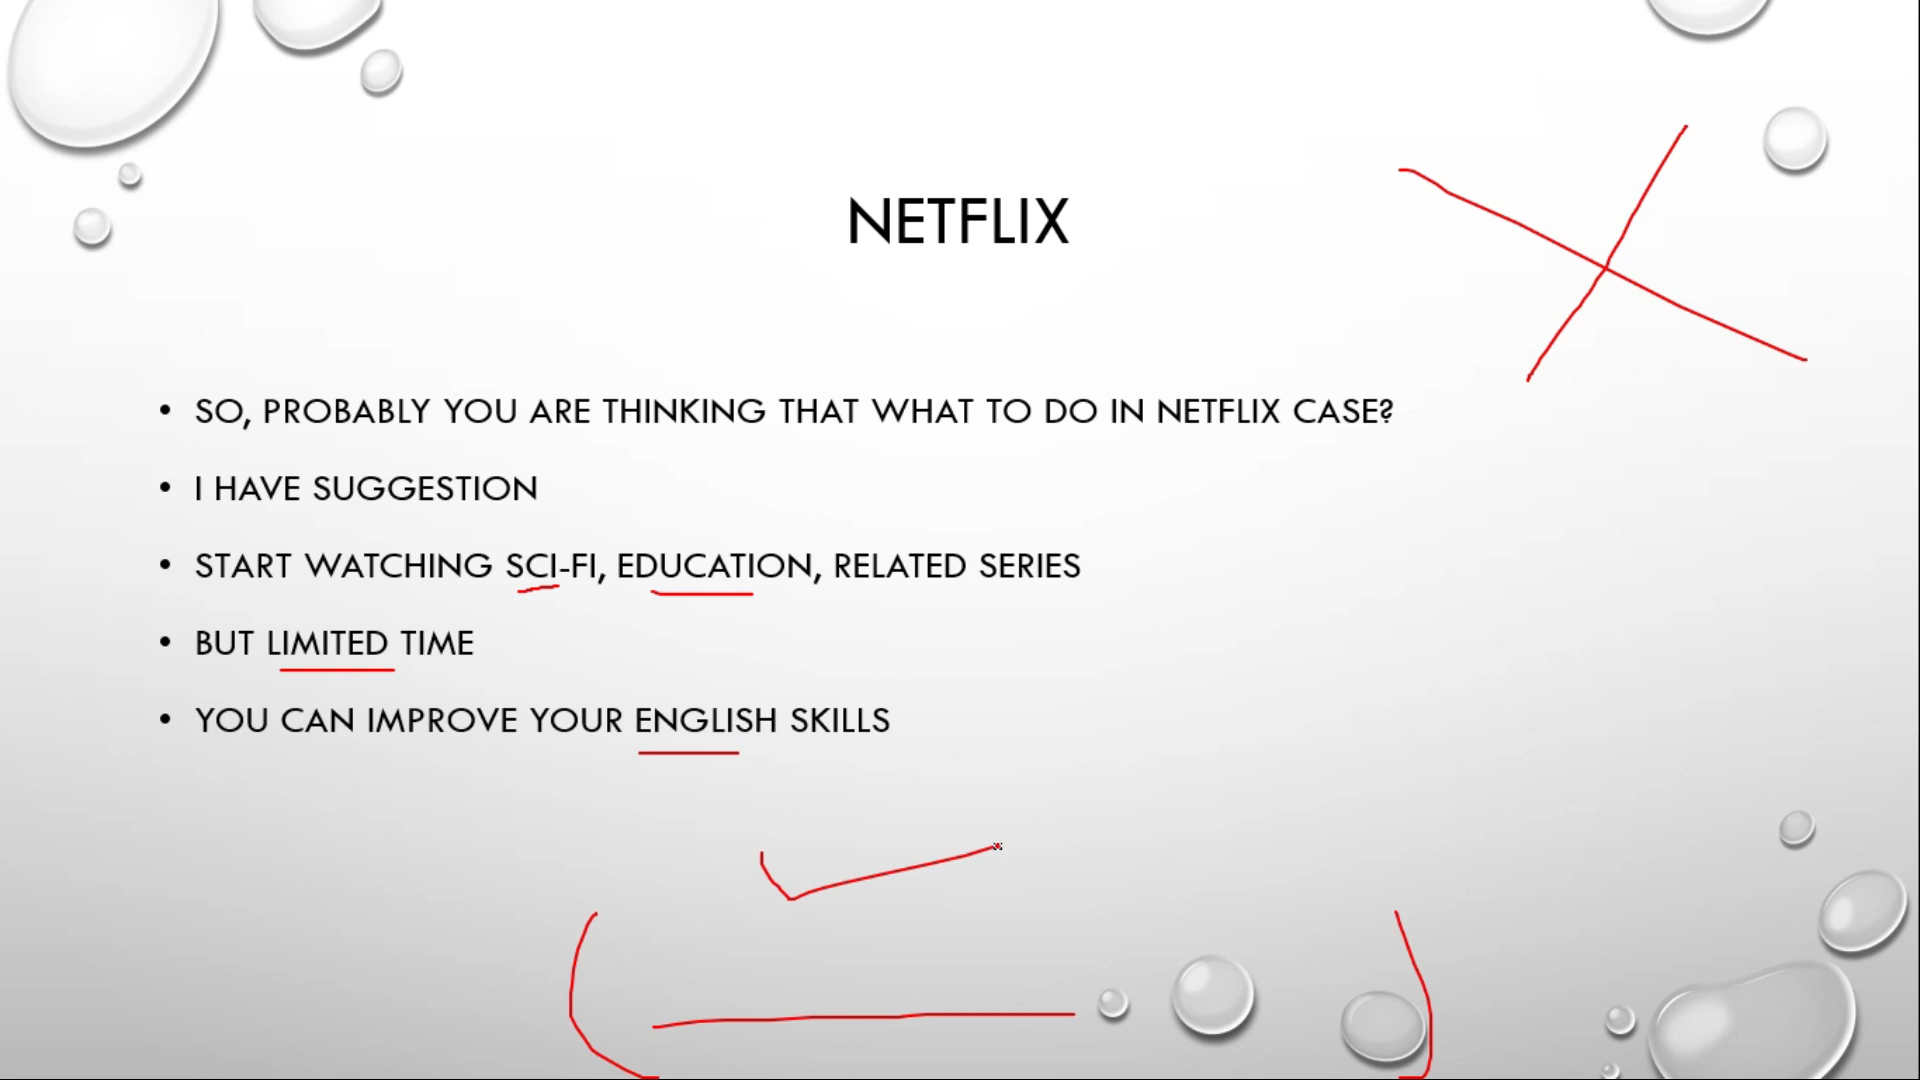 NETFLIX
• SO, PROBABLY YOU ARE THINKING THAT WHAT TO DO IN NETFLIX CASE?
• I HAVE SUGGESTION
• START WATCHING SCI-FI, EDUCATION, RELATED SERIES
• BUT LIMITED TIME
• YOU CAN IMPROVE YOUR ENGLISH SKILLS